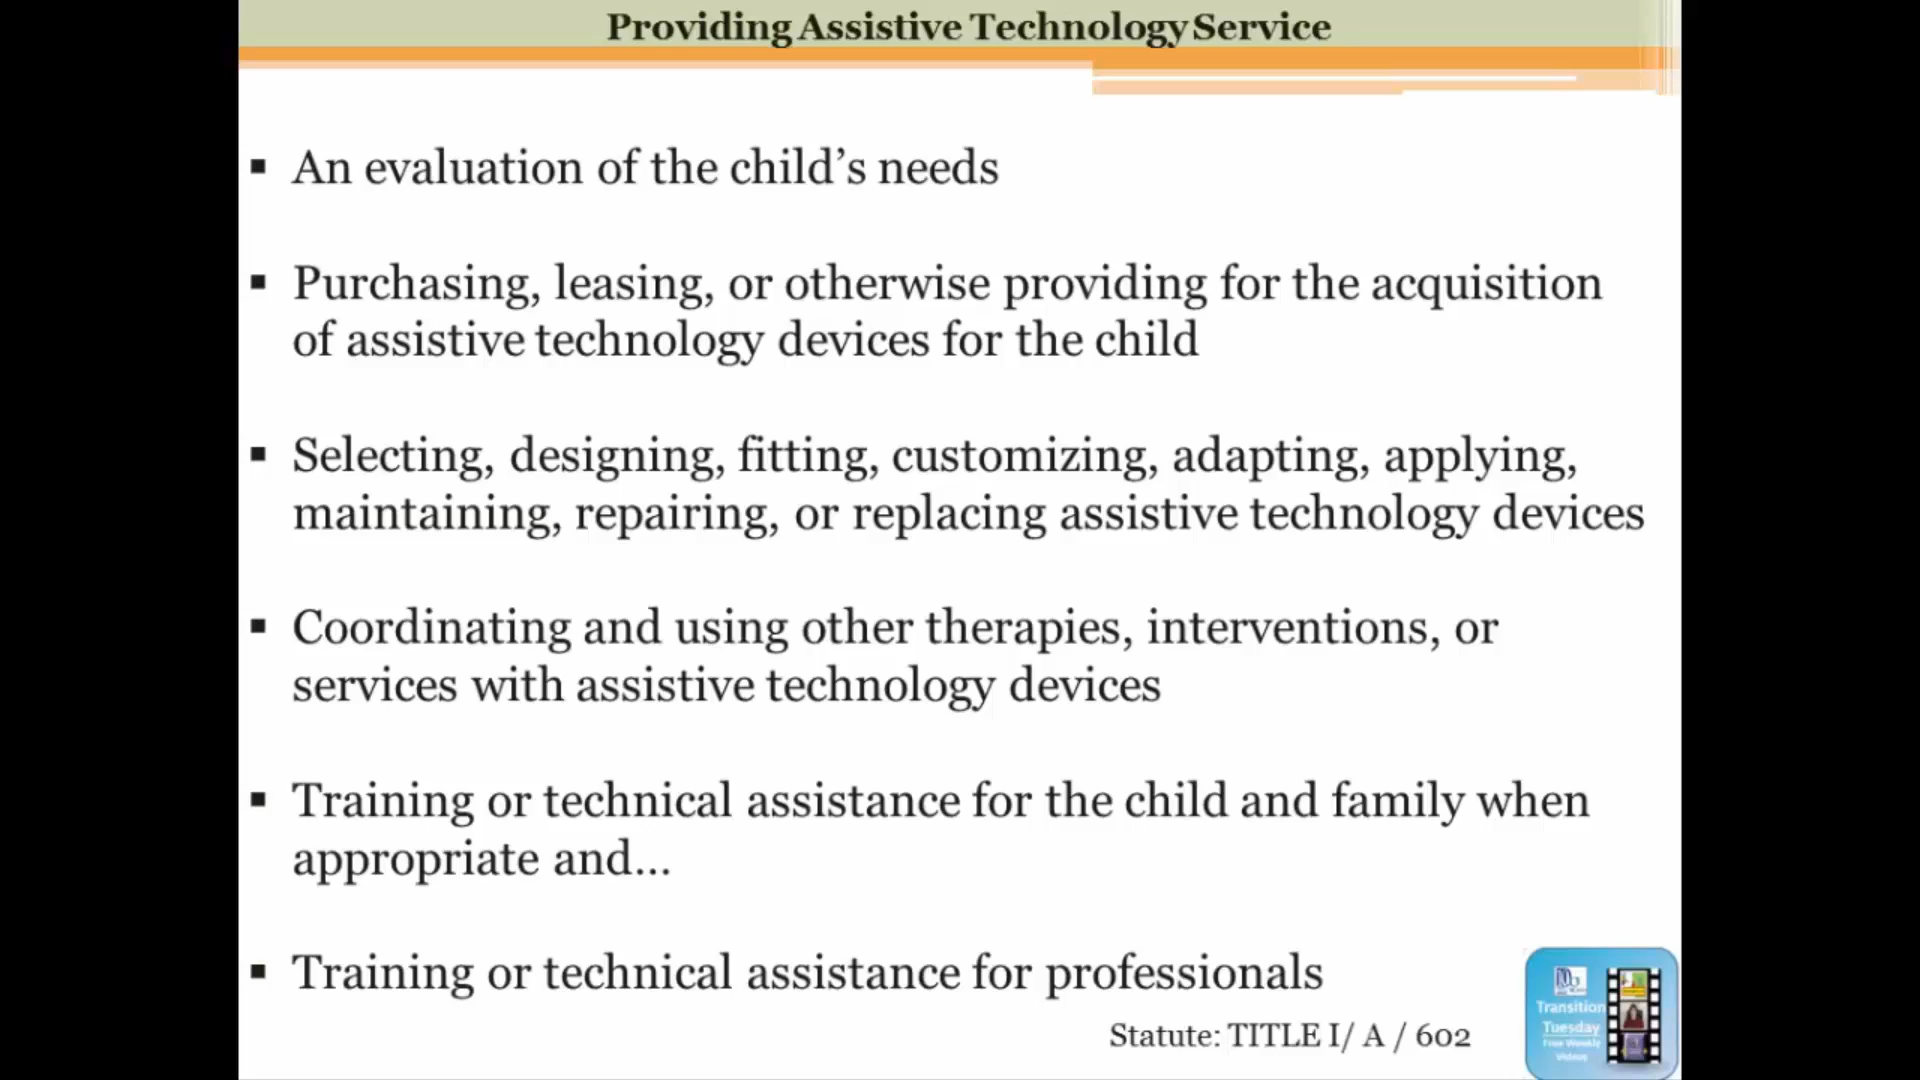 Providing Assistive Technology Service
▪ An evaluation of the child’s needs
▪ Purchasing, leasing, or otherwise providing for the acquisition
of assistive technology devices for the child
▪ Selecting, designing, fitting, customizing, adapting, applying,
maintaining, repairing, or replacing assistive technology devices
▪ Coordinating and using other therapies, interventions, or
services with assistive technology devices
▪ Training or technical assistance for the child and family when
appropriate and...
▪ Training or technical assistance for professionals
Statute: TITLE I/ A / 602
Transition
Tuesday
Free Weekly
Videos